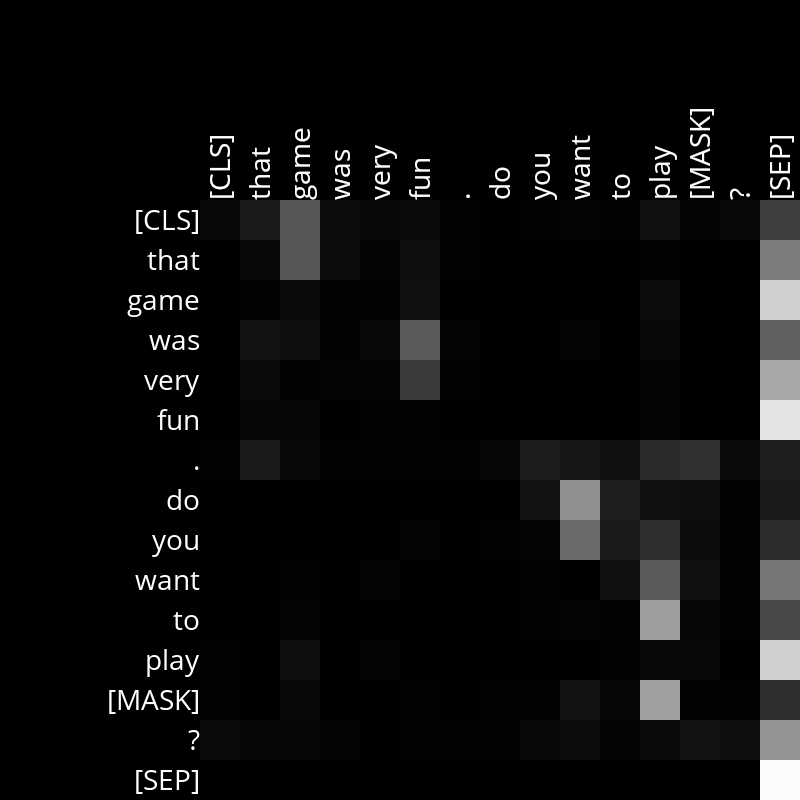 [CLS] that game was very fun . do you want to play [MASK] ? [SEP]
[CLS]
that
game
was
very
fun
.
do
you
want
to
play
[MASK]
?
[SEP]